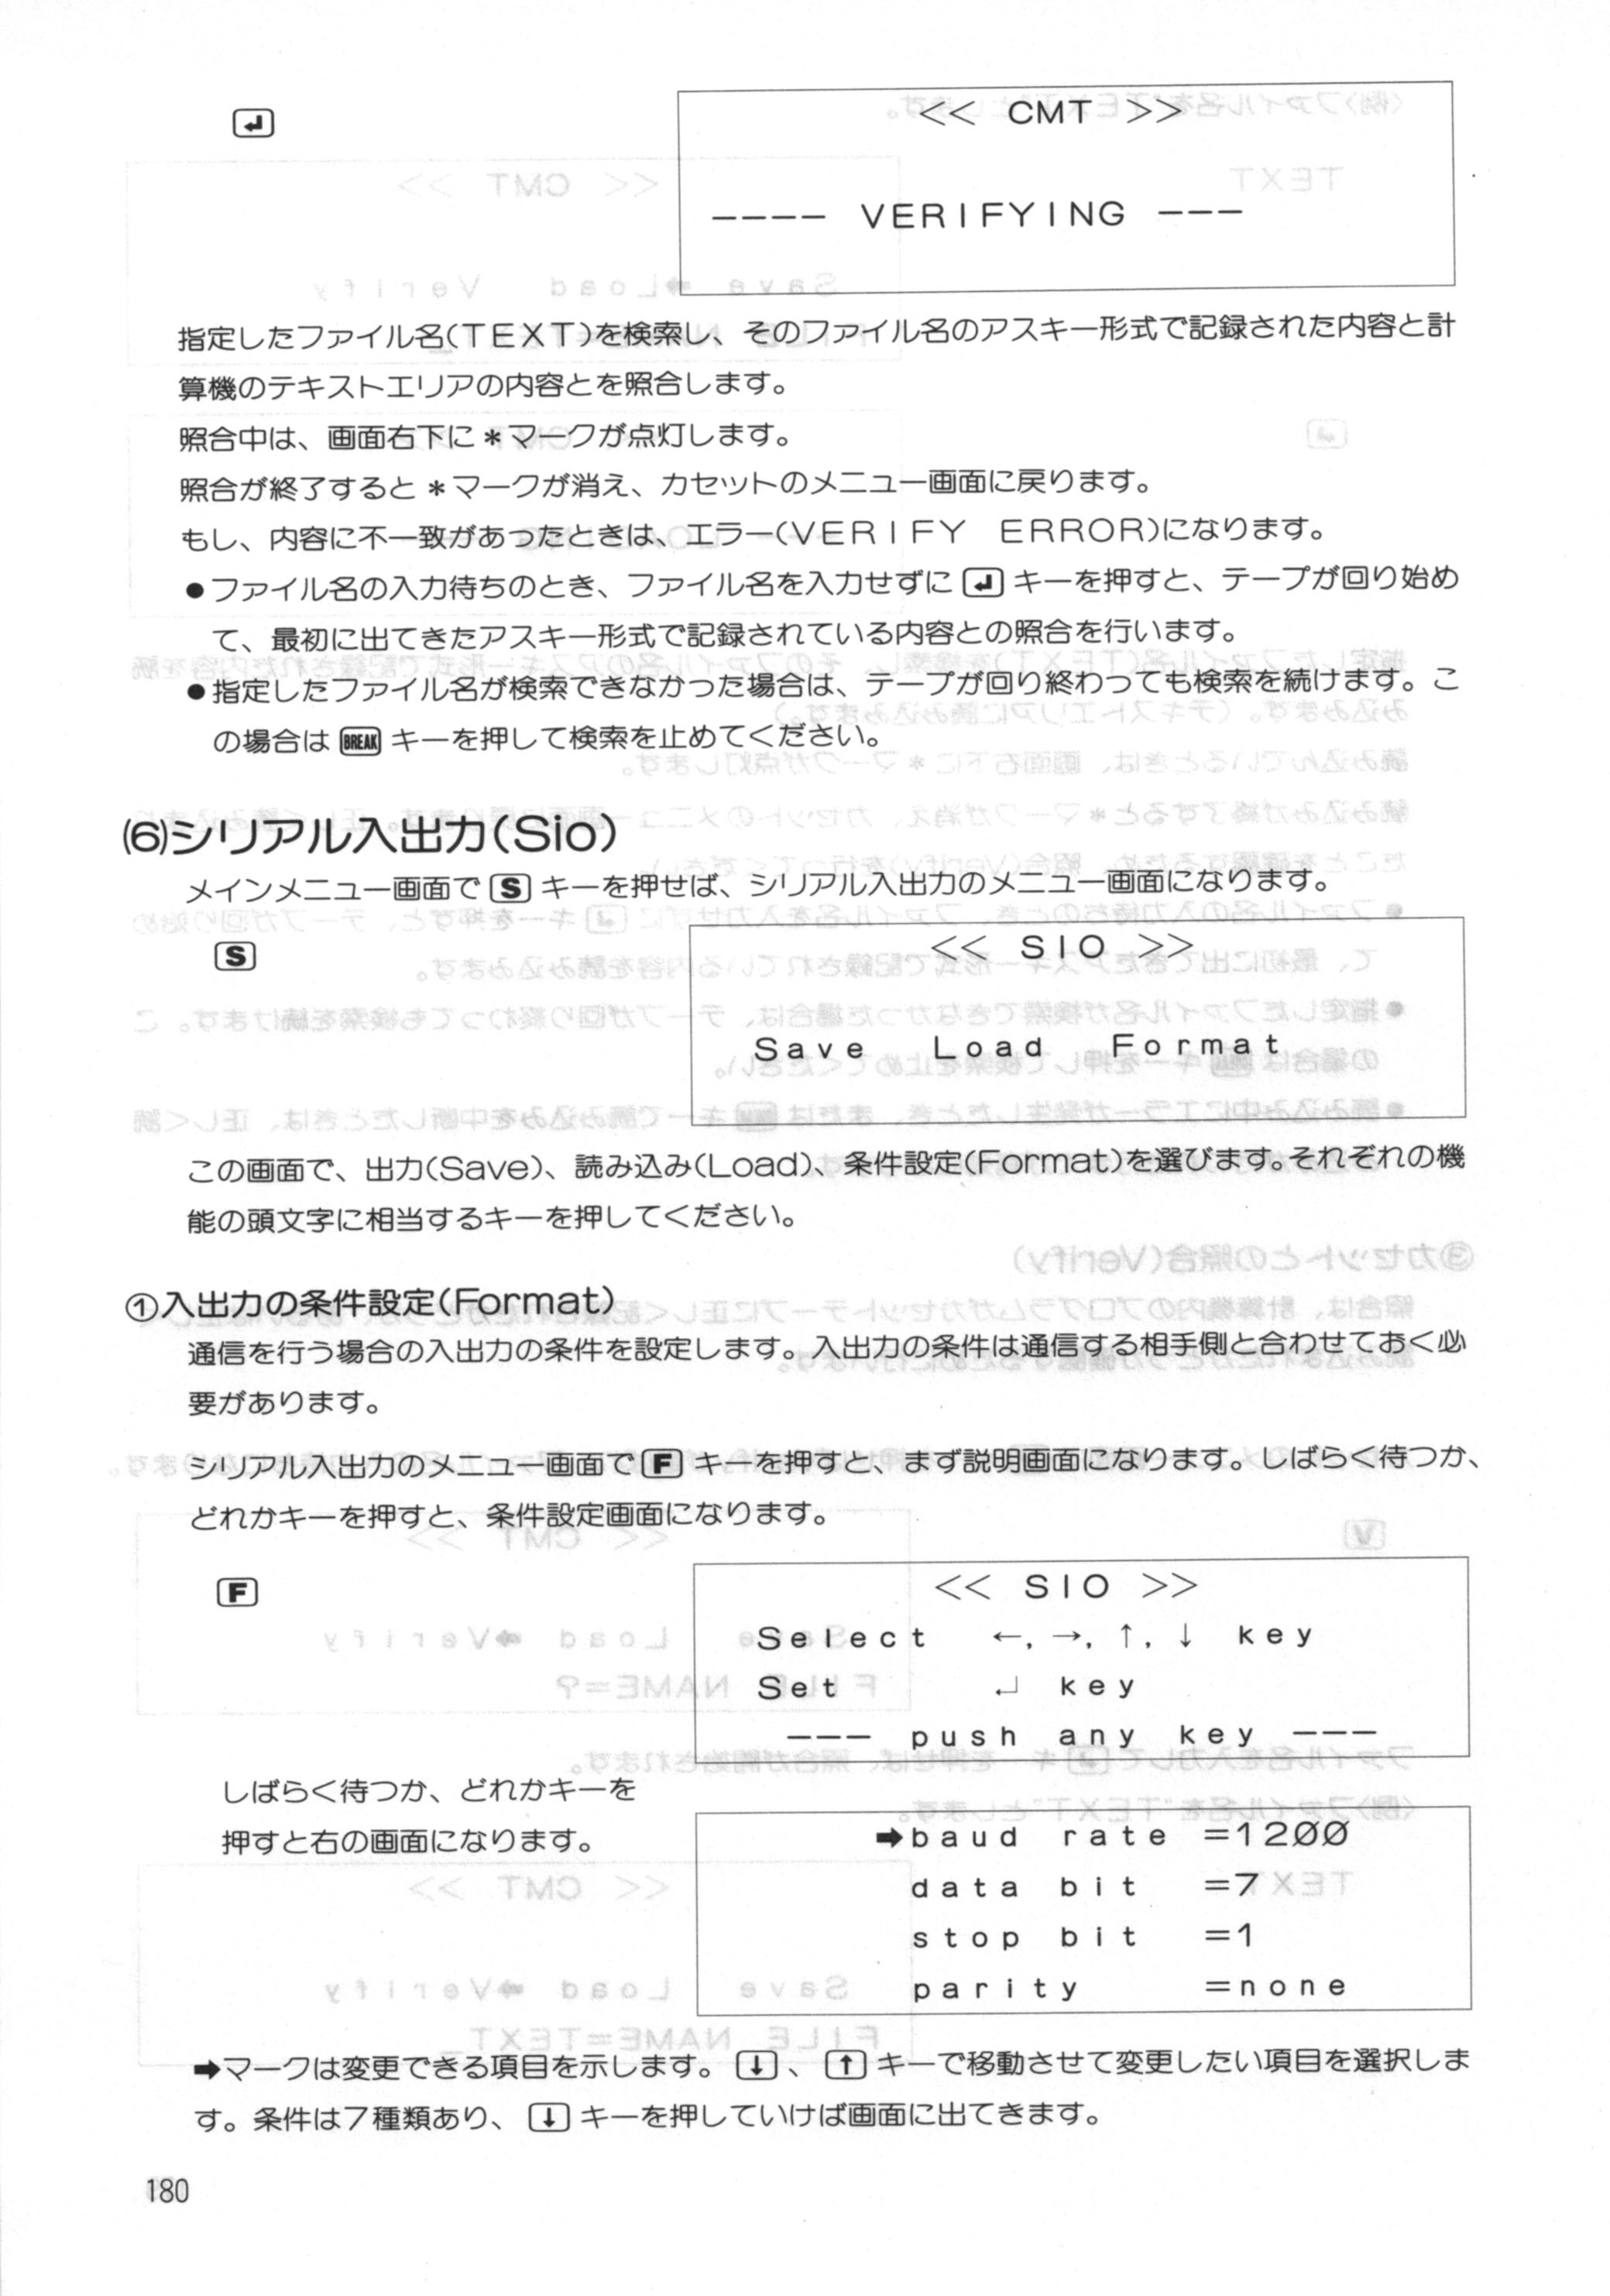 ↲
<< CMT >>
---- VERIFYING ---
指定したファイル名(TEXT)を検索し、そのファイル名のアスキー形式で記録された内容と計
算機のテキストエリアの内容とを照合します。
照合中は、画面右下に＊マークが点灯します。
照合が終了すると＊マークが消え、カセットのメニュー画面に戻ります。
もし、内容に不一致があったときは、エラー(VERIFY ERROR)になります。
●ファイル名の入力待ちのとき、ファイル名を入力せずに ↲ キーを押すと、テープが回り始め
て、最初に出てきたアスキー形式で記録されている内容との照合を行います。
●指定したファイル名が検索できなかった場合は、テープが回り終わっても検索を続けます。こ
の場合は BREAK キーを押して検索を止めてください。
(6)シリアル入出力(Sio)
メインメニュー画面で S キーを押せば、シリアル入出力のメニュー画面になります。
S
<< SIO >>
Save Load Format
この画面で、出力(Save)、読み込み(Load)、条件設定(Format)を選びます。それぞれの機
能の頭文字に相当するキーを押してください。
①入出力の条件設定(Format)
通信を行う場合の入出力の条件を設定します。入出力の条件は通信する相手側と合わせておく必
要があります。
シリアル入出力のメニュー画面で F キーを押すと、まず説明画面になります。しばらく待つか、
どれかキーを押すと、条件設定画面になります。
F
<< SIO >>
Select ←, →, ↑, ↓ key
Set ↲ key
--- push any key ---
しばらく待つか、どれかキーを
押すと右の画面になります。
➡baud rate =1200
data bit =7
stop bit =1
parity =none
➡マークは変更できる項目を示します。 ↓ 、 ↑ キーで移動させて変更したい項目を選択しま
す。条件は7種類あり、 ↓ キーを押していけば画面に出てきます。
180